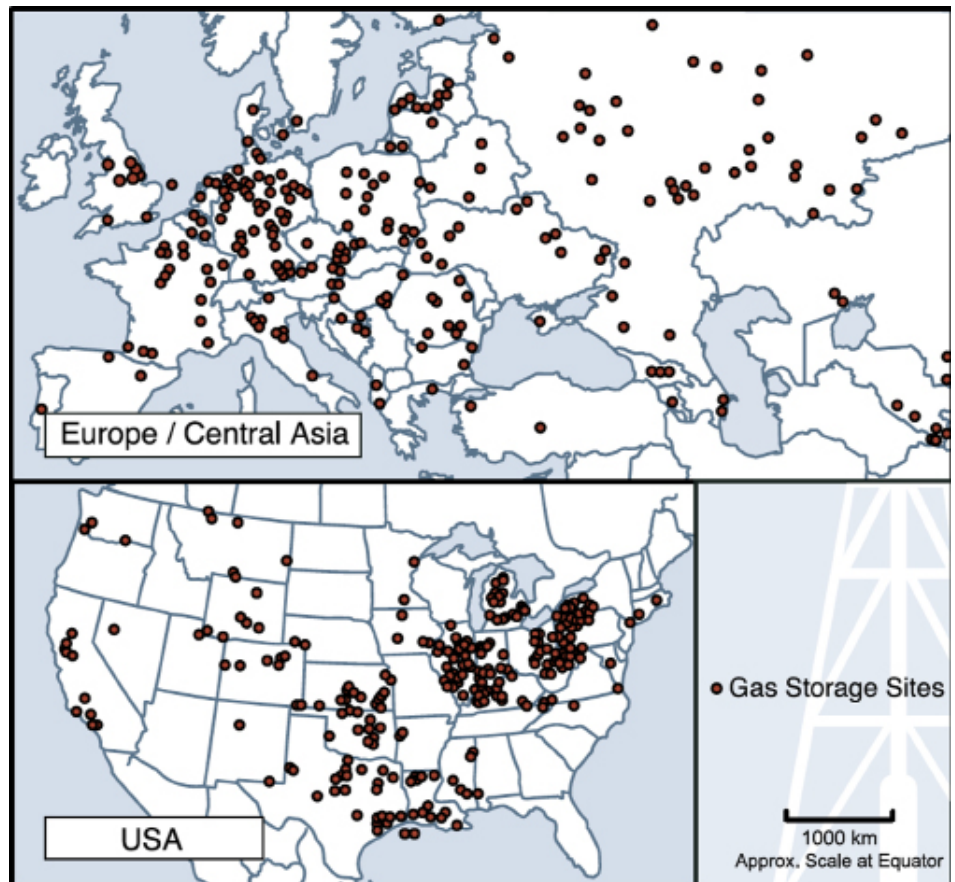 Europe / Central Asia
USA
Gas Storage Sites
1000 km
Approx. Scale at Equator